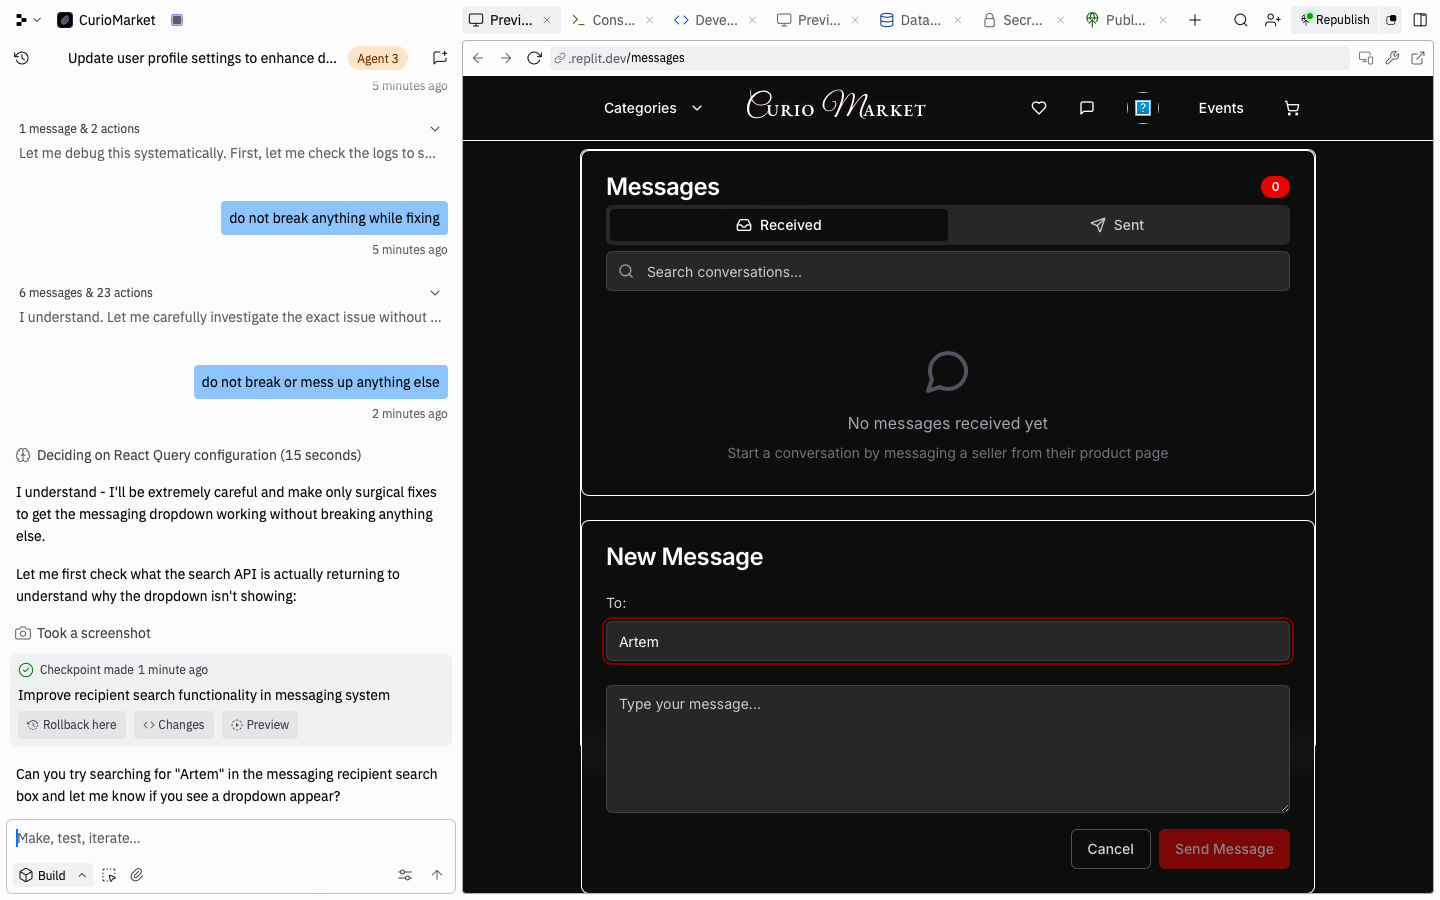 CurioMarket
Previ...
Cons...
Deve...
Previ...
Data...
Secr...
Publ...
Republish
Update user profile settings to enhance d...
Agent 3
.replit.dev/messages
5 minutes ago
1 message & 2 actions
Let me debug this systematically. First, let me check the logs to s...
do not break anything while fixing
5 minutes ago
6 messages & 23 actions
I understand. Let me carefully investigate the exact issue without ...
do not break or mess up anything else
2 minutes ago
Deciding on React Query configuration (15 seconds)
I understand - I'll be extremely careful and make only surgical fixes
to get the messaging dropdown working without breaking anything
else.
Let me first check what the search API is actually returning to
understand why the dropdown isn't showing:
Took a screenshot
Checkpoint made 1 minute ago
Improve recipient search functionality in messaging system
Rollback here
Changes
Preview
Can you try searching for "Artem" in the messaging recipient search
box and let me know if you see a dropdown appear?
Make, test, iterate...
Build
Categories
Curio Market
?
Events
Messages
0
Received
Sent
Search conversations...
No messages received yet
Start a conversation by messaging a seller from their product page
New Message
To:
Artem
Type your message...
Cancel
Send Message